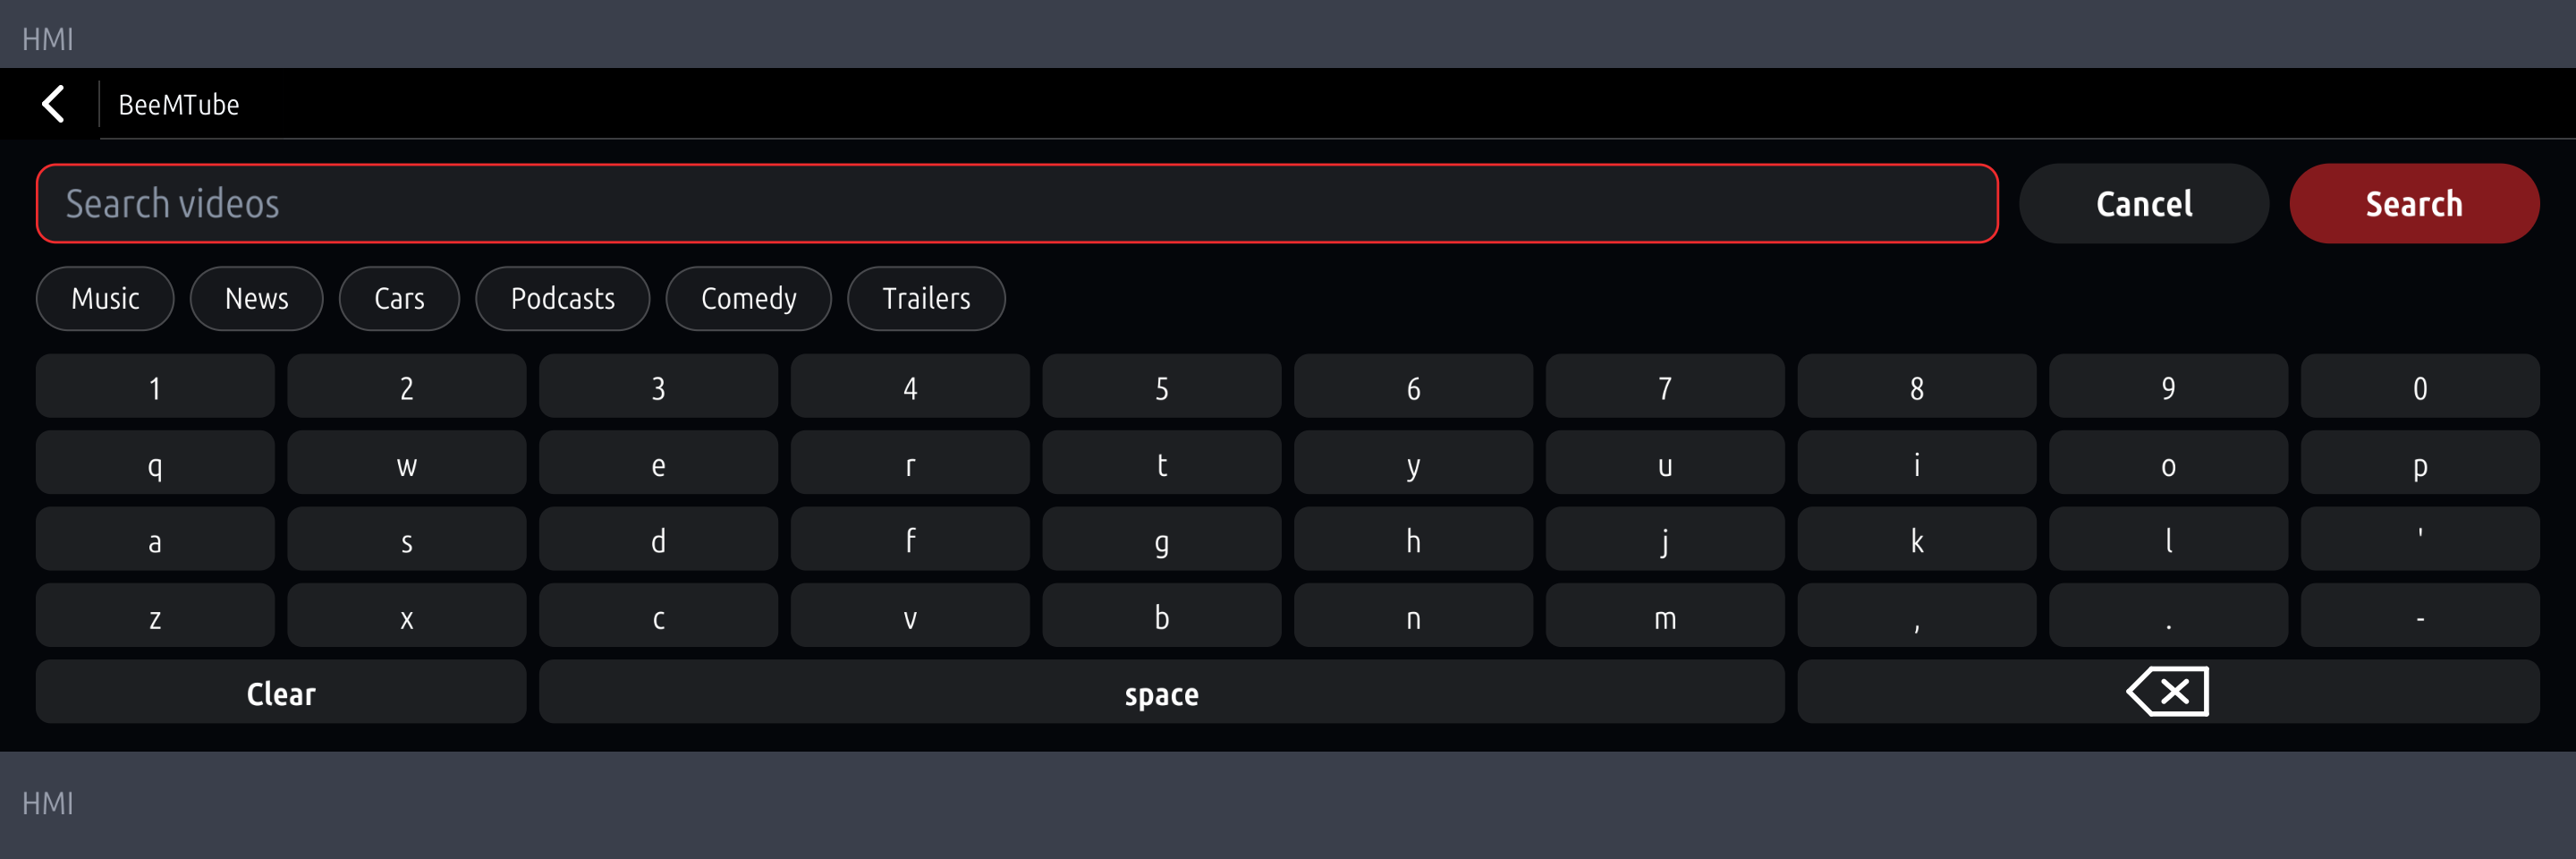 HMI
BeeMTube
Search videos Cancel Search
Music News Cars Podcasts Comedy Trailers
1 2 3 4 5 6 7 8 9 0
q w e r t y u i o p
a s d f g h j k l '
z x c v b n m , . -
Clear space
HMI